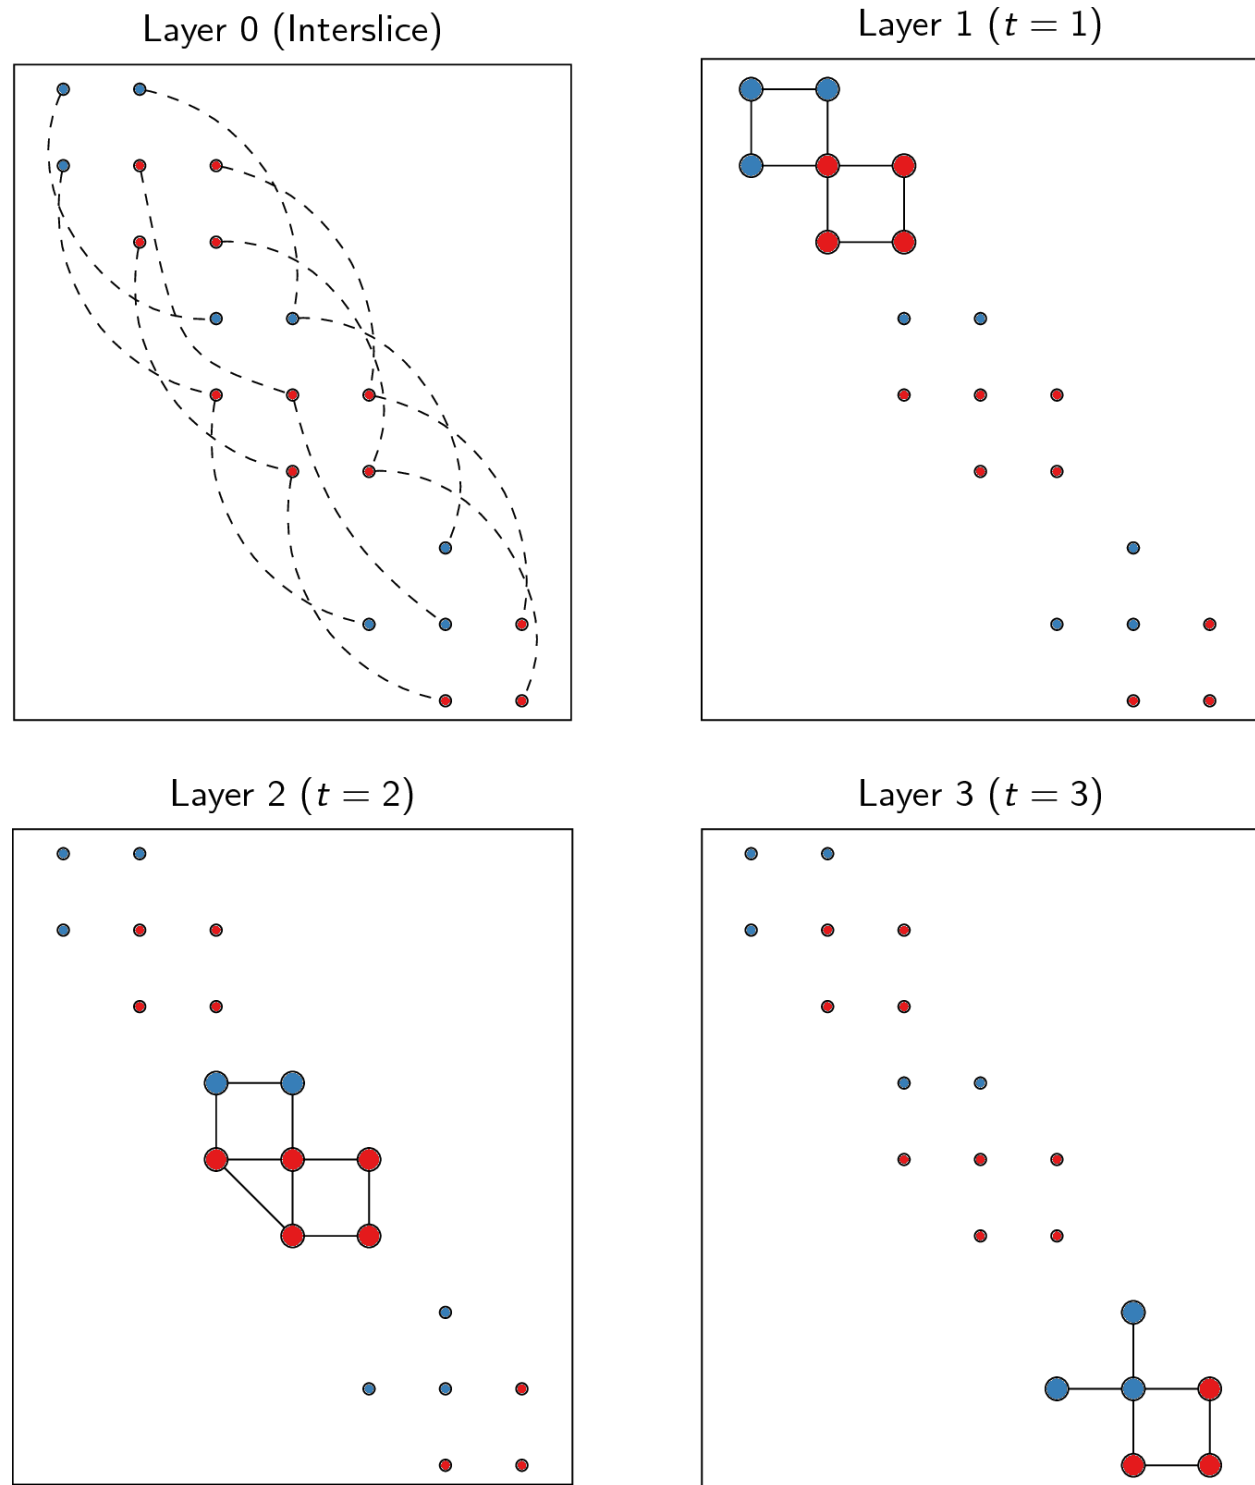 Layer 0 (Interslice)
Layer 1 (t = 1)
Layer 2 (t = 2)
Layer 3 (t = 3)